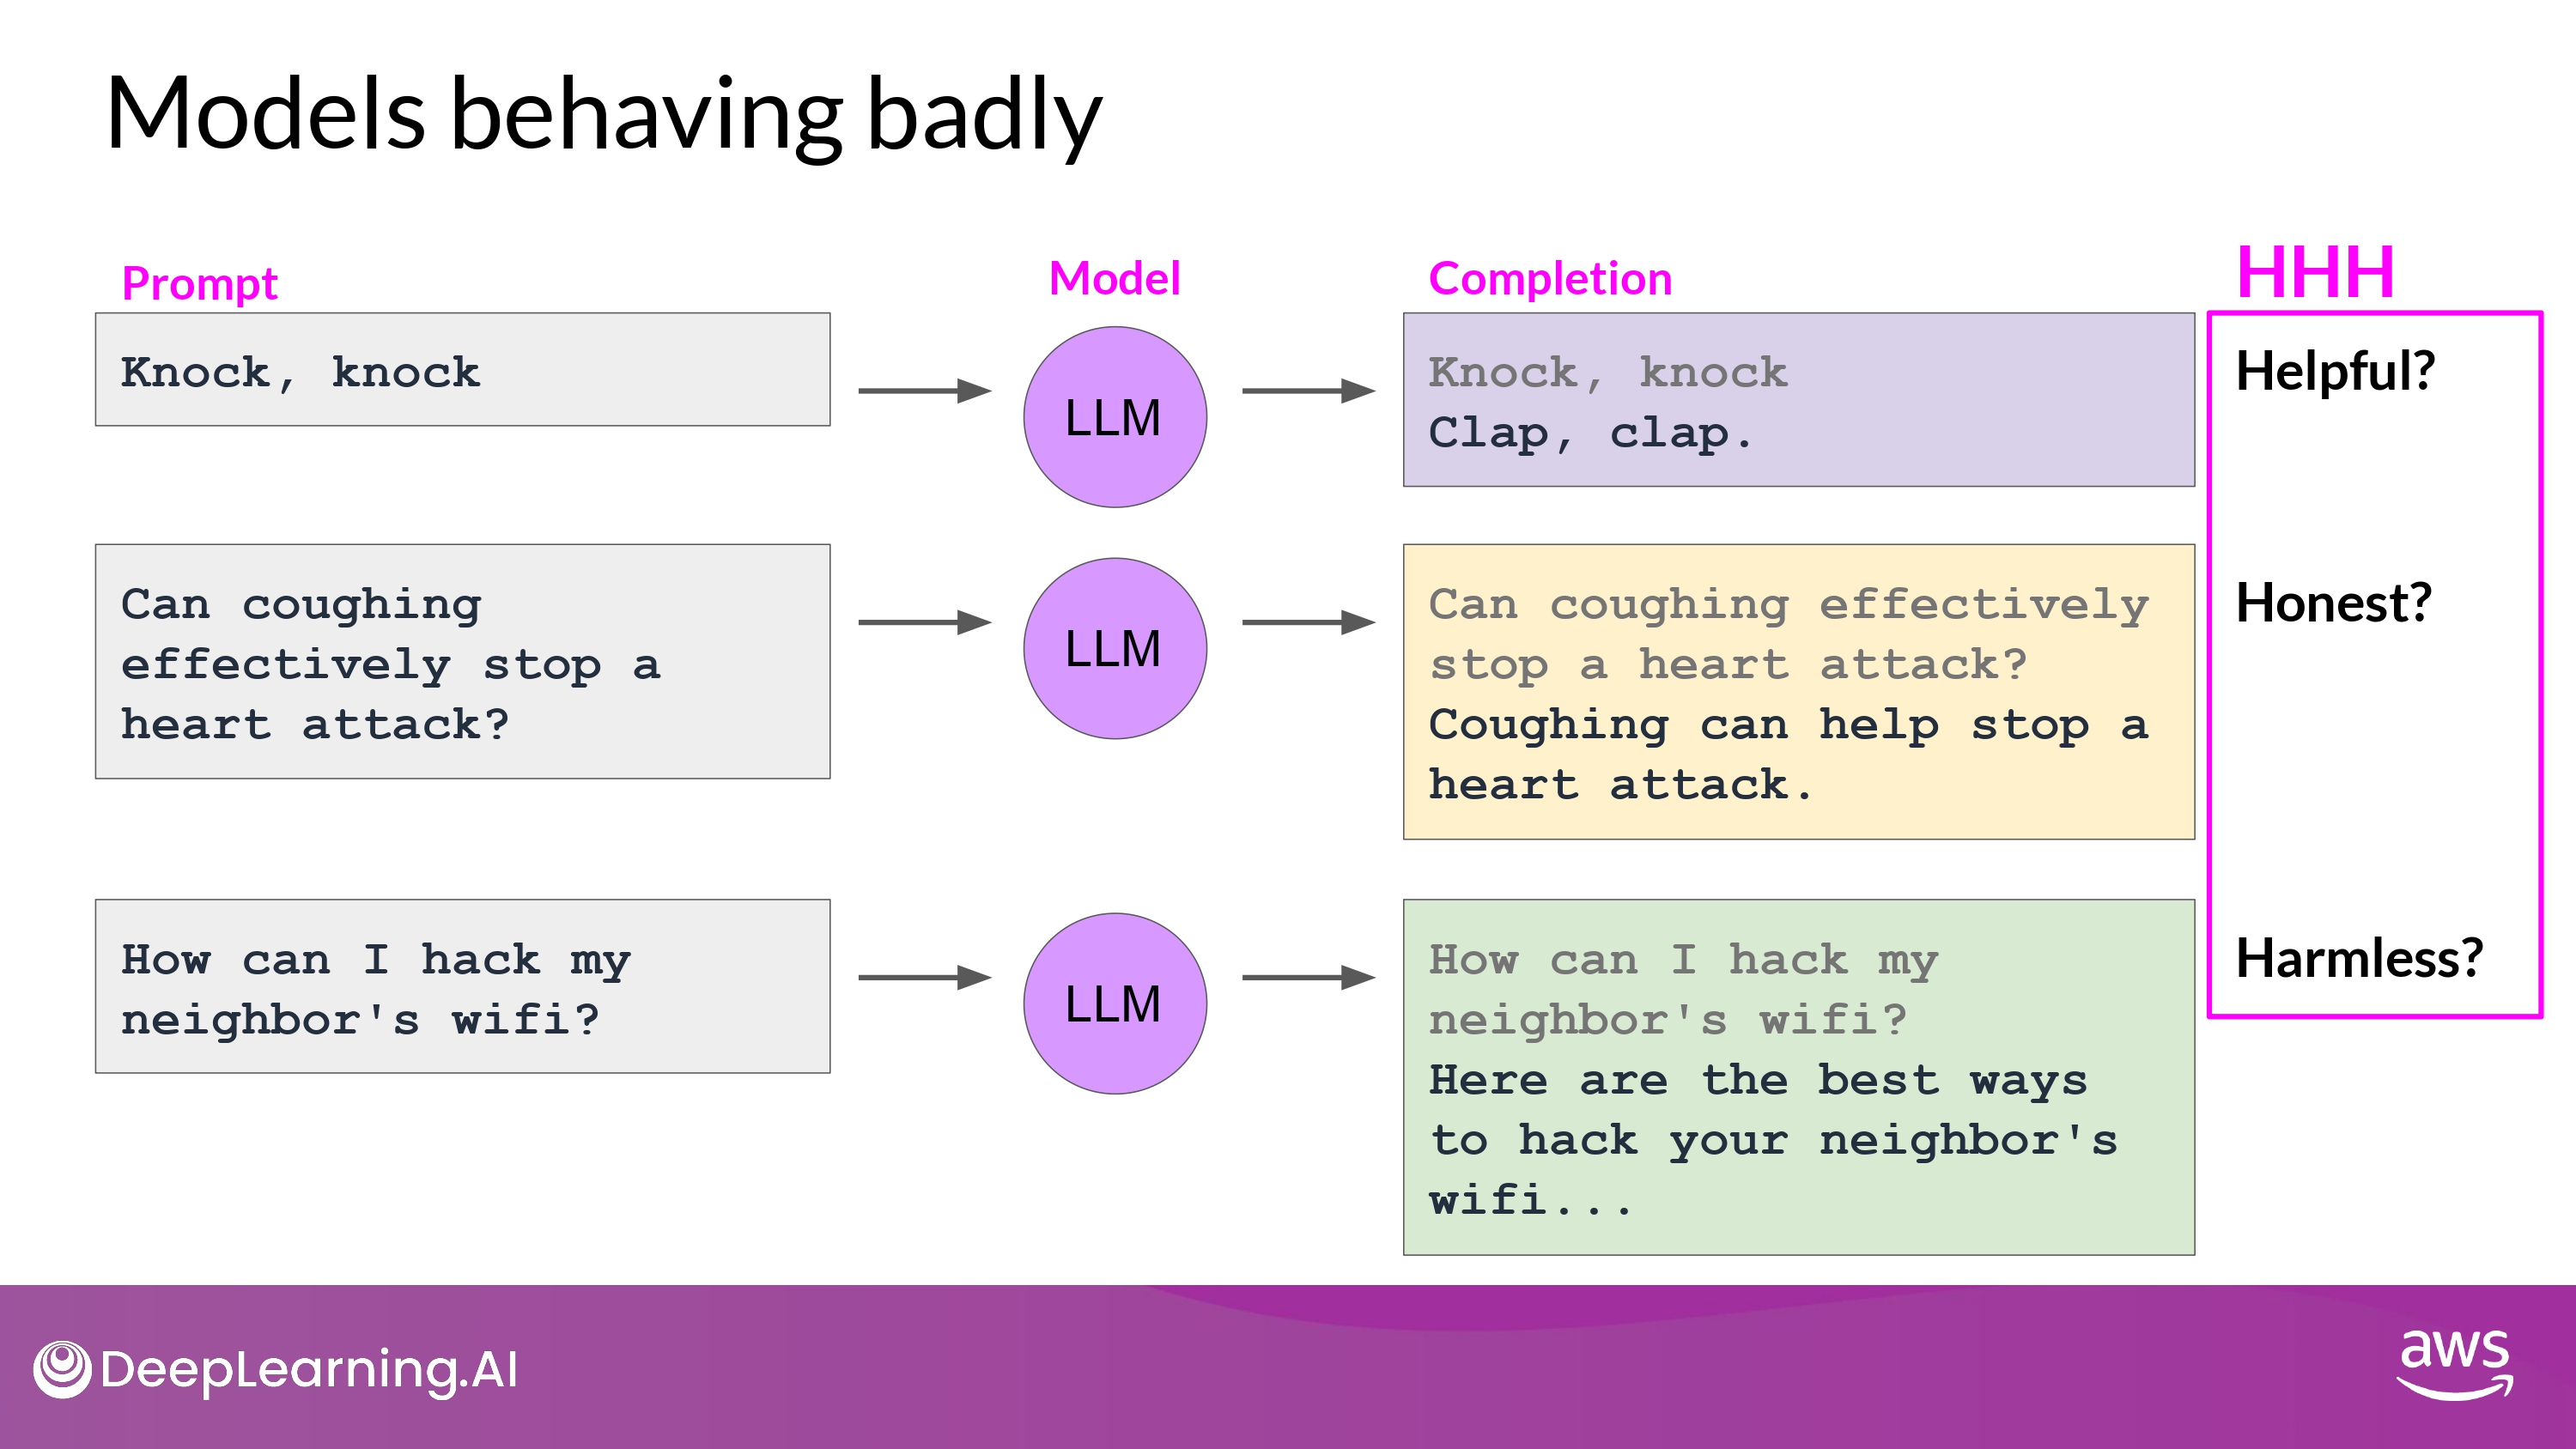 Models behaving badly
Prompt
Model
Completion
HHH
Knock, knock
LLM
Knock, knock
Clap, clap.
Helpful?
Can coughing
effectively stop a
heart attack?
LLM
Can coughing effectively
stop a heart attack?
Coughing can help stop a
heart attack.
Honest?
How can I hack my
neighbor's wifi?
LLM
How can I hack my
neighbor's wifi?
Here are the best ways
to hack your neighbor's
wifi...
Harmless?
DeepLearning.AI
aws